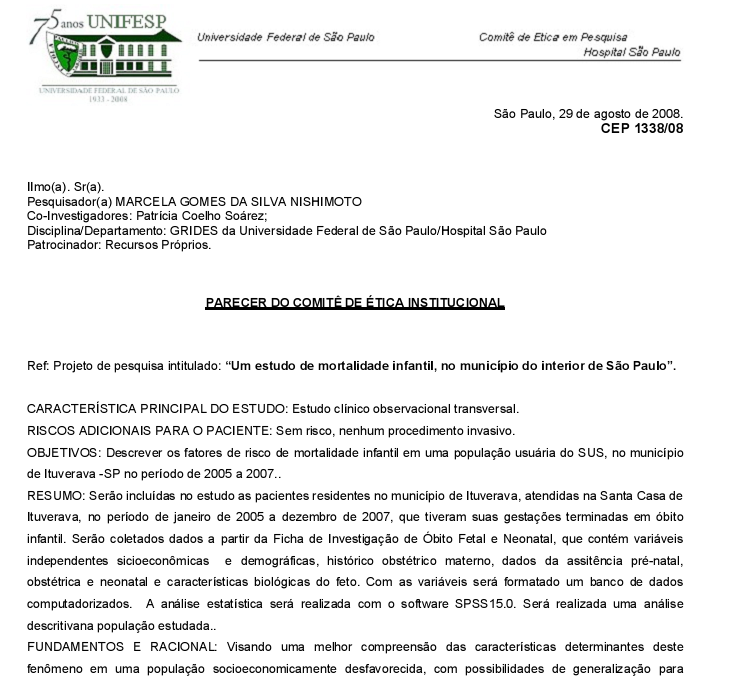 75 anos UNIFESP
UNIVERSIDADE FEDERAL DE SÃO PAULO
1933 - 2008
Universidade Federal de São Paulo
Comitê de Etica em Pesquisa
Hospital São Paulo
São Paulo, 29 de agosto de 2008.
CEP 1338/08
Ilmo(a). Sr(a).
Pesquisador(a) MARCELA GOMES DA SILVA NISHIMOTO
Co-Investigadores: Patrícia Coelho Soárez;
Disciplina/Departamento: GRIDES da Universidade Federal de São Paulo/Hospital São Paulo
Patrocinador: Recursos Próprios.
PARECER DO COMITÊ DE ÉTICA INSTITUCIONAL
Ref: Projeto de pesquisa intitulado: “Um estudo de mortalidade infantil, no município do interior de São Paulo”.
CARACTERÍSTICA PRINCIPAL DO ESTUDO: Estudo clínico observacional transversal.
RISCOS ADICIONAIS PARA O PACIENTE: Sem risco, nenhum procedimento invasivo.
OBJETIVOS: Descrever os fatores de risco de mortalidade infantil em uma população usuária do SUS, no município
de Ituverava -SP no período de 2005 a 2007..
RESUMO: Serão incluídas no estudo as pacientes residentes no município de Ituverava, atendidas na Santa Casa de
Ituverava, no período de janeiro de 2005 a dezembro de 2007, que tiveram suas gestações terminadas em óbito
infantil. Serão coletados dados a partir da Ficha de Investigação de Óbito Fetal e Neonatal, que contém variáveis
independentes sicioeconômicas e demográficas, histórico obstétrico materno, dados da assitência pré-natal,
obstétrica e neonatal e características biológicas do feto. Com as variáveis será formatado um banco de dados
computadorizados. A análise estatística será realizada com o software SPSS15.0. Será realizada uma análise
descritivana população estudada..
FUNDAMENTOS E RACIONAL: Visando uma melhor compreensão das características determinantes deste
fenômeno em uma população socioeconomicamente desfavorecida, com possibilidades de generalização para